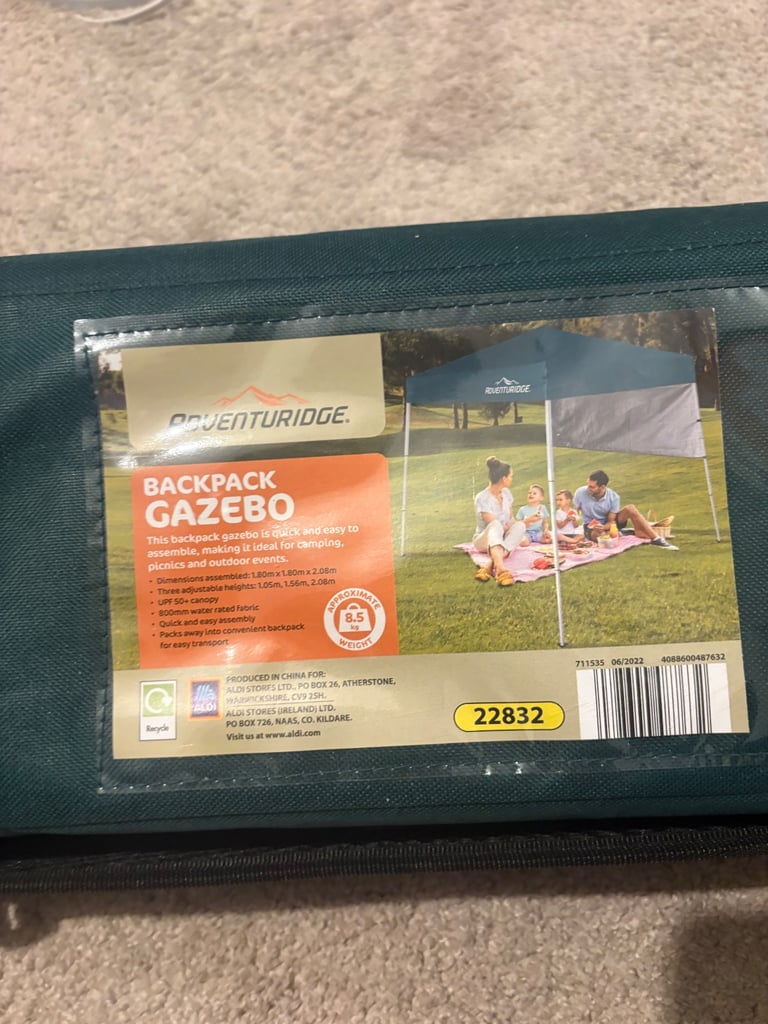 ADVENTURIDGE®
BACKPACK
GAZEBO
This backpack gazebo is quick and easy to
assemble, making it ideal for camping,
picnics and outdoor events.
• Dimensions assembled: 1.80m x 1.80m x 2.08m
• Three adjustable heights: 1.05m, 1.56m, 2.08m
• UPF 50+ canopy
• 800mm water rated fabric
• Quick and easy assembly
• Packs away into convenient backpack
for easy transport
APPROXIMATE
8.5
kg
WEIGHT
ADVENTURIDGE.
Recycle
ALDI
PRODUCED IN CHINA FOR:
ALDI STORES LTD., PO BOX 26, ATHERSTONE,
WARWICKSHIRE, CV9 2SH.
ALDI STORES (IRELAND) LTD.
PO BOX 726, NAAS, CO. KILDARE.
Visit us at www.aldi.com
22832
711535 06/2022 4088600487632